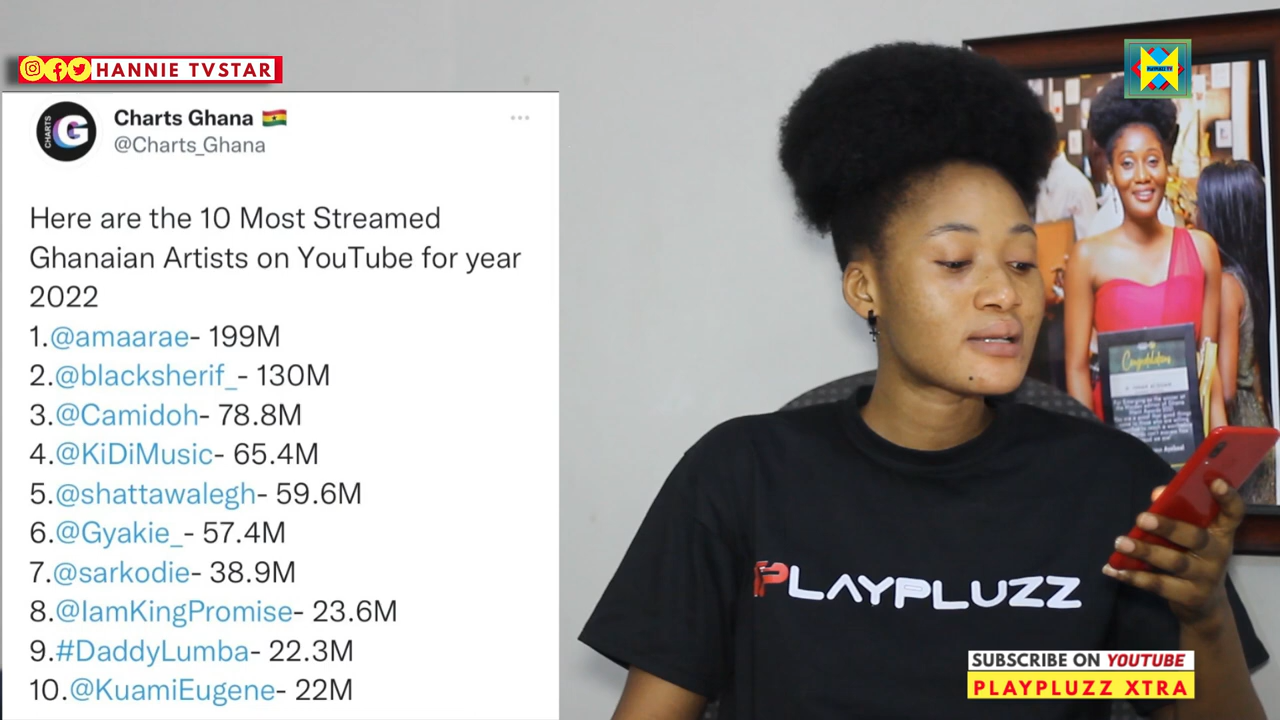 HANNIE TVSTAR
CHARTS
G
Charts Ghana 🇬🇭
@Charts_Ghana
Here are the 10 Most Streamed
Ghanaian Artists on YouTube for year
2022
1.@amaarae- 199M
2.@blacksherif_- 130M
3.@Camidoh- 78.8M
4.@KiDiMusic- 65.4M
5.@shattawalegh- 59.6M
6.@Gyakie_- 57.4M
7.@sarkodie- 38.9M
8.@IamKingPromise- 23.6M
9.#DaddyLumba- 22.3M
10.@KuamiEugene- 22M
Congratulations
PLAYPLUZZ
SUBSCRIBE ON YOUTUBE
PLAYPLUZZ XTRA